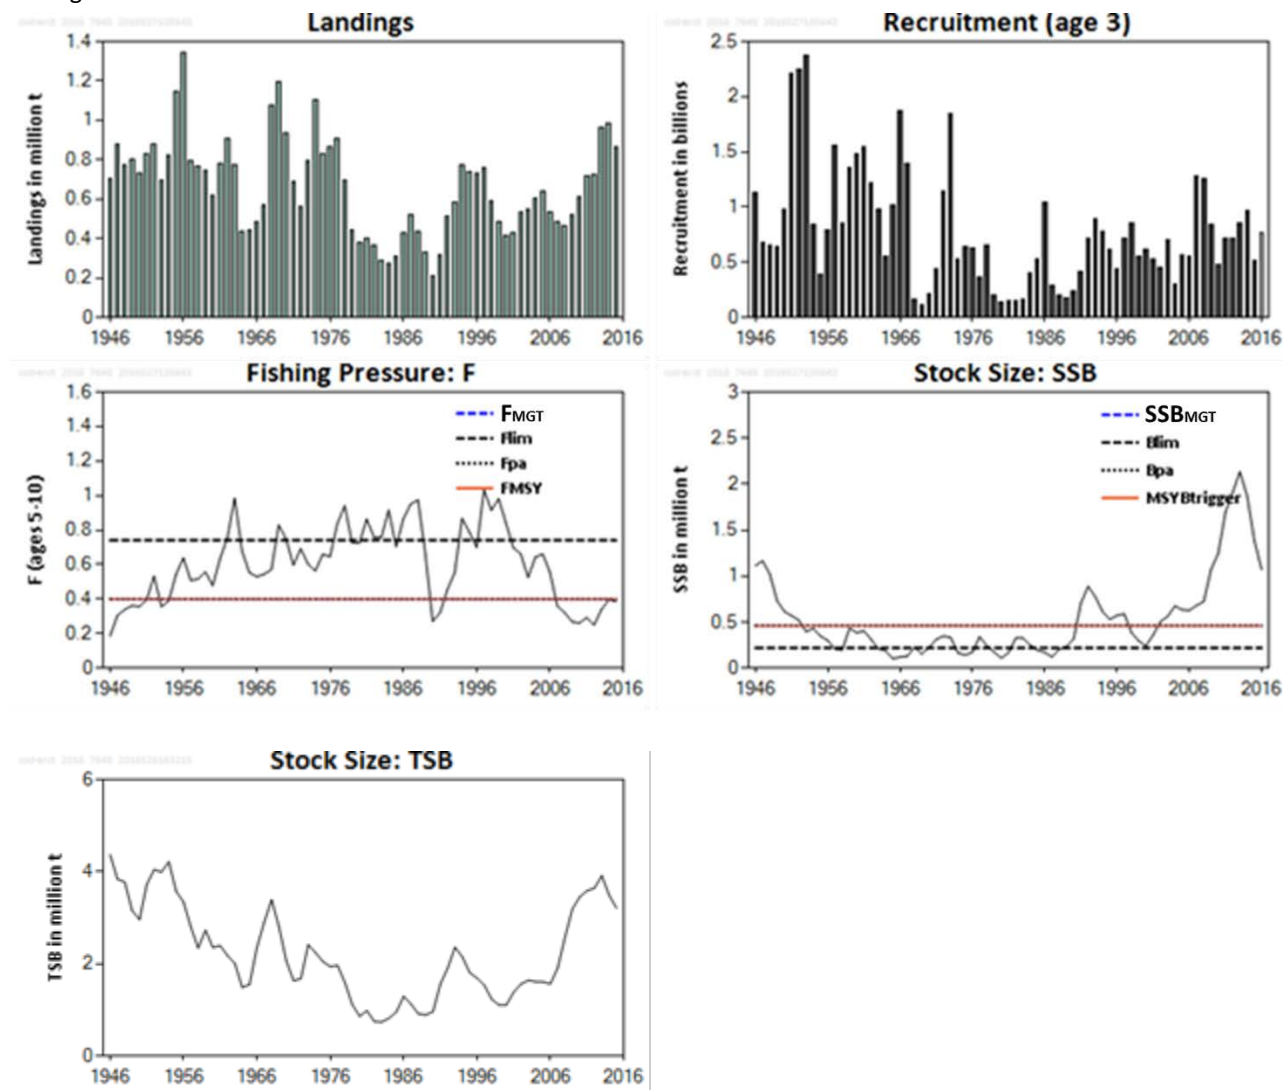 Landings
Landings in million t
1.4
1.2
1
0.8
0.6
0.4
0.2
0
1946 1956 1966 1976 1986 1996 2006 2016
Recruitment (age 3)
Recruitment in billions
2.5
2
1.5
1
0.5
0
1946 1956 1966 1976 1986 1996 2006 2016
Fishing Pressure: F
F (ages 5-10)
1.6
1.4
1.2
1
0.8
0.6
0.4
0.2
0
FMGT
Flim
Fpa
FMSY
1946 1956 1966 1976 1986 1996 2006 2016
Stock Size: SSB
SSB in million t
3
2.5
2
1.5
1
0.5
0
SSBMGT
Blim
Bpa
MSYBtrigger
1946 1956 1966 1976 1986 1996 2006 2016
Stock Size: TSB
TSB in million t
6
4
2
0
1946 1956 1966 1976 1986 1996 2006 2016